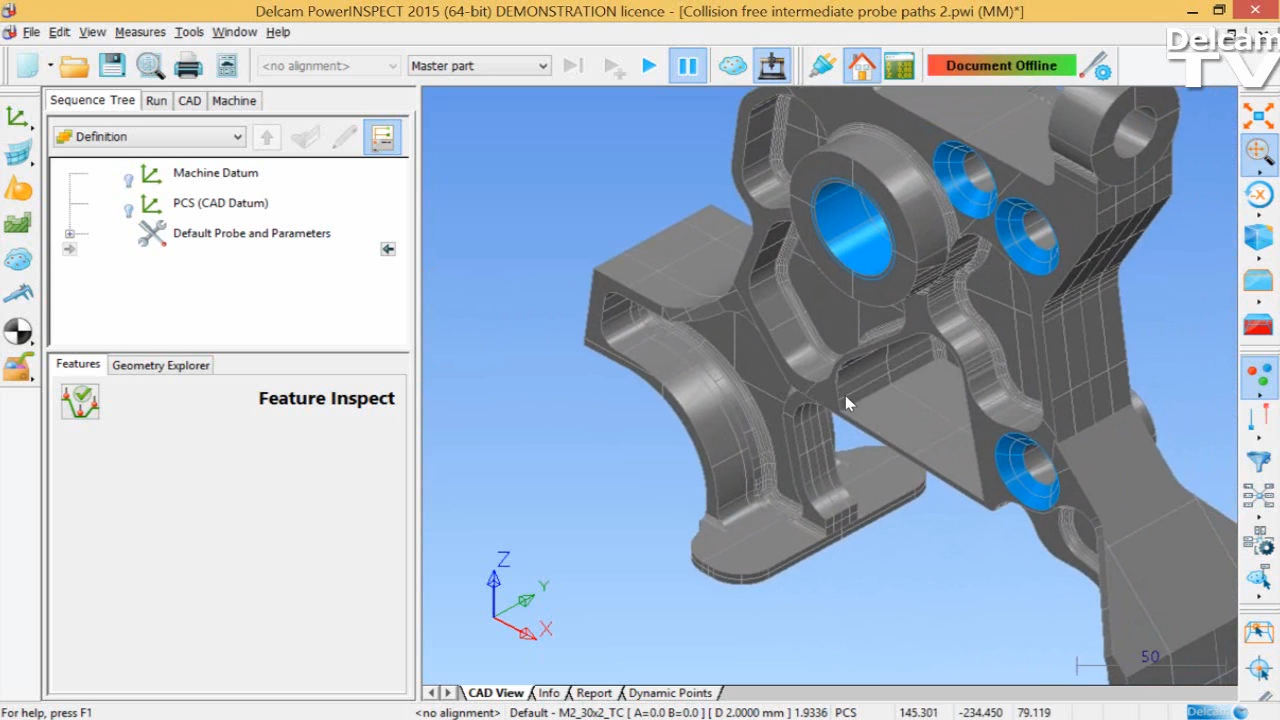 Delcam PowerINSPECT 2015 (64-bit) DEMONSTRATION licence - [Collision free intermediate probe paths 2.pwi (MM)*]
File Edit View Measures Tools Window Help
Delcam
TV
<no alignment> Master part Document Offline
Sequence Tree Run CAD Machine
Definition
Machine Datum
PCS (CAD Datum)
Default Probe and Parameters
Features Geometry Explorer
Feature Inspect
Z
Y
X
50
CAD View Info Report Dynamic Points
For help, press F1 <no alignment> Default - M2_30x2_TC [ A=0.0 B=0.0 ] [ D 2.0000 mm ] 1.9336 PCS 145.301 -234.450 79.119 Delcam